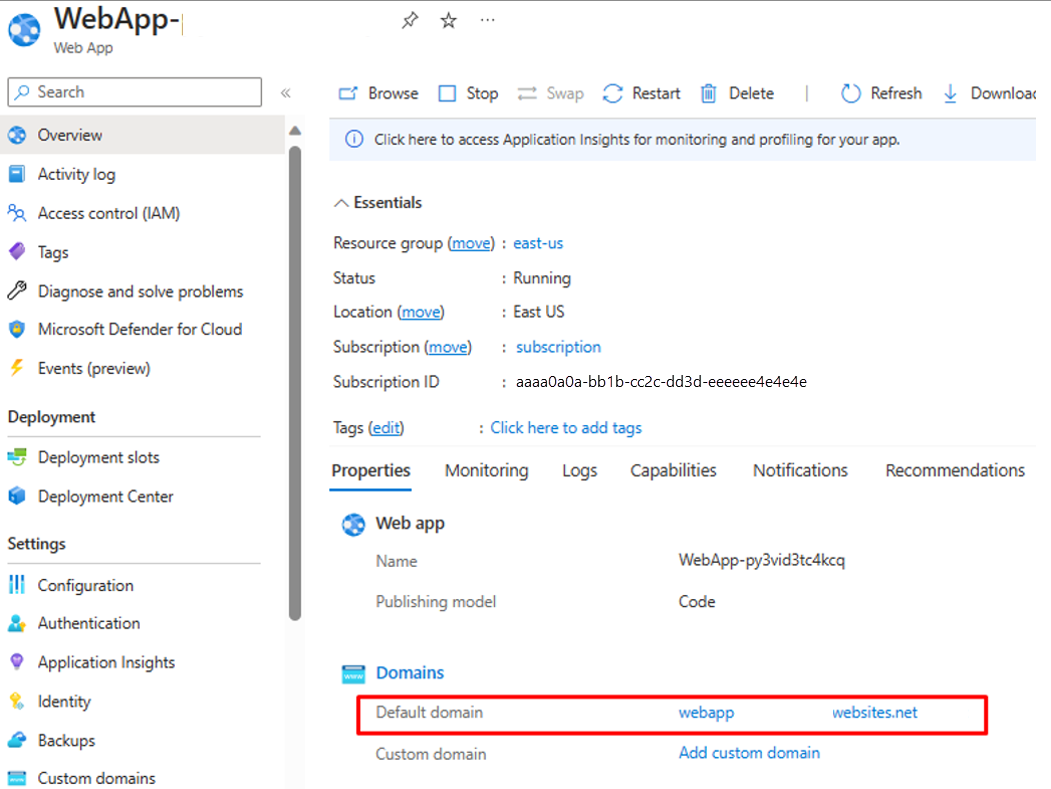 WebApp-
Web App
Search
«
Browse Stop Swap Restart Delete | Refresh Download
Click here to access Application Insights for monitoring and profiling for your app.
Overview
Activity log
Access control (IAM)
Tags
Diagnose and solve problems
Microsoft Defender for Cloud
Events (preview)
Deployment
Deployment slots
Deployment Center
Settings
Configuration
Authentication
Application Insights
Identity
Backups
Custom domains
Essentials
Resource group (move) : east-us
Status : Running
Location (move) : East US
Subscription (move) : subscription
Subscription ID : aaaa0a0a-bb1b-cc2c-dd3d-eeeeee4e4e4e
Tags (edit) : Click here to add tags
Properties Monitoring Logs Capabilities Notifications Recommendations
Web app
Name WebApp-py3vid3tc4kcq
Publishing model Code
Domains
Default domain webapp websites.net
Custom domain Add custom domain